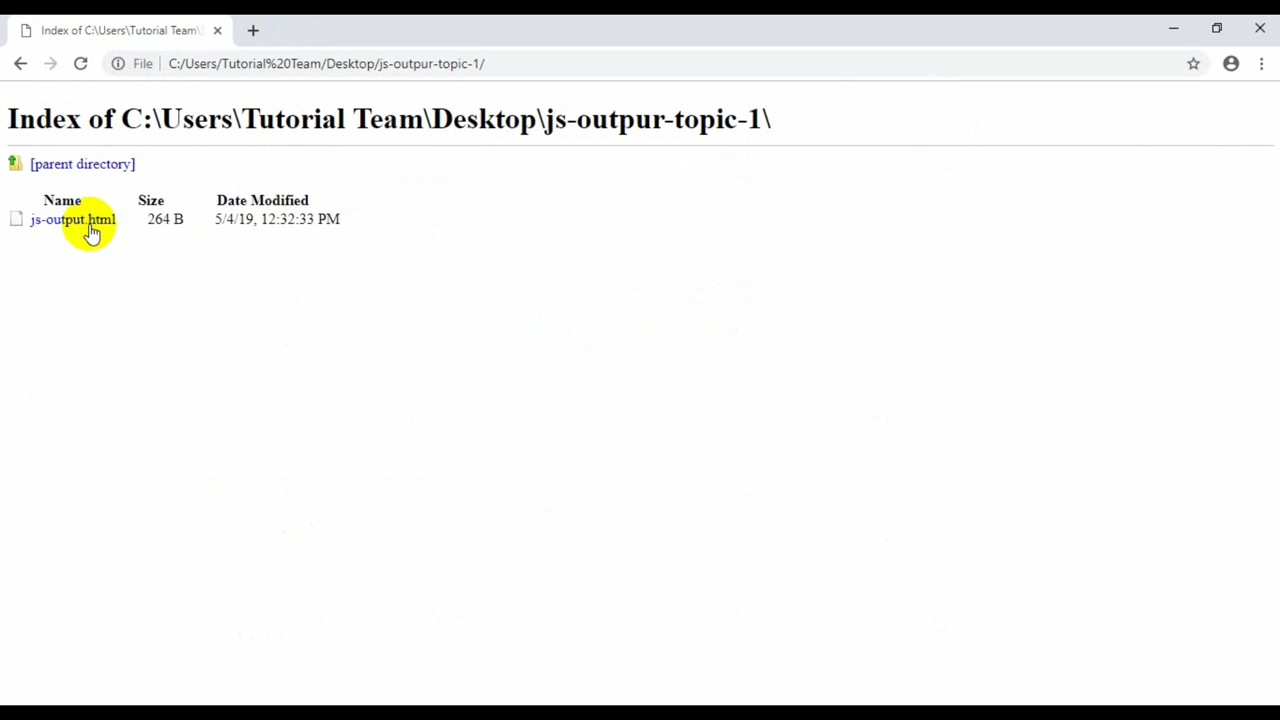 Index of C:\Users\Tutorial Team\
File C:/Users/Tutorial%20Team/Desktop/js-outpur-topic-1/
Index of C:\Users\Tutorial Team\Desktop\js-outpur-topic-1\
[parent directory]
Name Size Date Modified
js-output.html 264 B 5/4/19, 12:32:33 PM